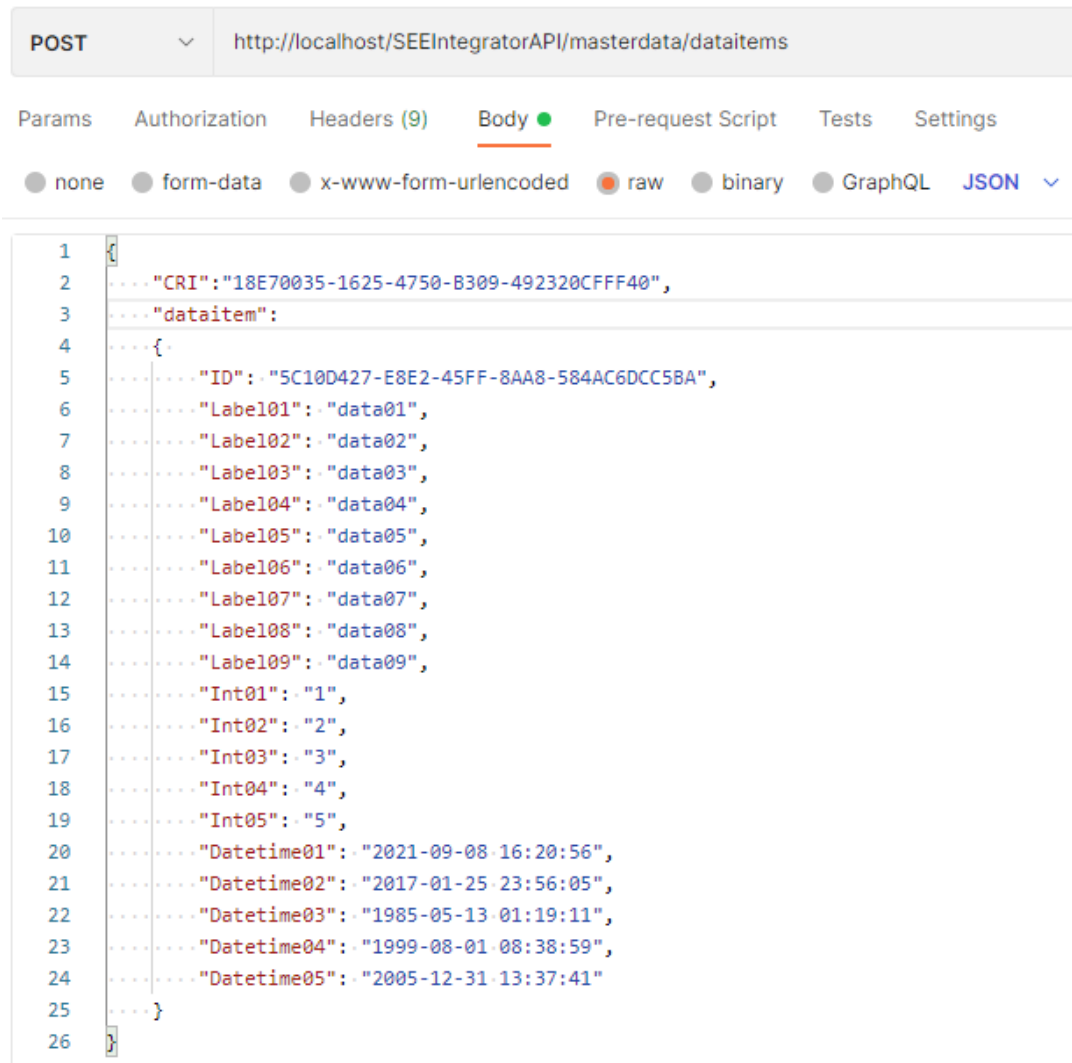 POST http://localhost/SEEIntegratorAPI/masterdata/dataitems
Params Authorization Headers (9) Body Pre-request Script Tests Settings
none form-data x-www-form-urlencoded raw binary GraphQL JSON
1 {
2 "CRI":"18E70035-1625-4750-B309-492320CFFF40",
3 "dataitem":
4 {
5 "ID": "5C10D427-E8E2-45FF-8AA8-584AC6DCC5BA",
6 "Label01": "data01",
7 "Label02": "data02",
8 "Label03": "data03",
9 "Label04": "data04",
10 "Label05": "data05",
11 "Label06": "data06",
12 "Label07": "data07",
13 "Label08": "data08",
14 "Label09": "data09",
15 "Int01": "1",
16 "Int02": "2",
17 "Int03": "3",
18 "Int04": "4",
19 "Int05": "5",
20 "Datetime01": "2021-09-08 16:20:56",
21 "Datetime02": "2017-01-25 23:56:05",
22 "Datetime03": "1985-05-13 01:19:11",
23 "Datetime04": "1999-08-01 08:38:59",
24 "Datetime05": "2005-12-31 13:37:41"
25 }
26 }